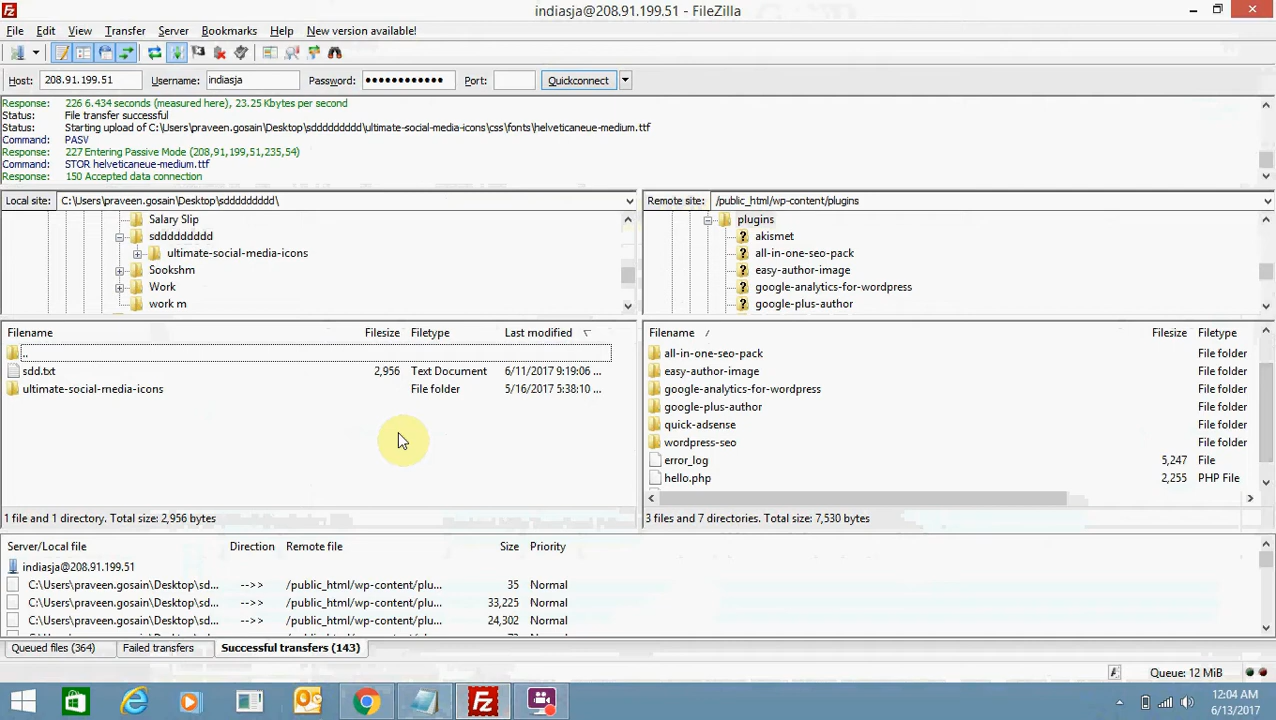 indiasja@208.91.199.51 - FileZilla
File Edit View Transfer Server Bookmarks Help New version available!
Host: 208.91.199.51 Username: indiasja Password: •••••••••••• Port: Quickconnect
Response: 226 6.434 seconds (measured here), 23.25 Kbytes per second
Status: File transfer successful
Status: Starting upload of C:\Users\praveen.gosain\Desktop\sddddddddd\ultimate-social-media-icons\css\fonts\helveticaneue-medium.ttf
Command: PASV
Response: 227 Entering Passive Mode (208,91,199,51,235,54)
Command: STOR helveticaneue-medium.ttf
Response: 150 Accepted data connection
Local site: C:\Users\praveen.gosain\Desktop\sddddddddd\ Remote site: /public_html/wp-content/plugins
Salary Slip plugins
sddddddddd akismet
ultimate-social-media-icons all-in-one-seo-pack
Sookshm easy-author-image
Work google-analytics-for-wordpress
work m google-plus-author
Filename Filesize Filetype Last modified Filename Filesize Filetype
.. all-in-one-seo-pack File folder
sdd.txt 2,956 Text Document 6/11/2017 9:19:06 ... easy-author-image File folder
ultimate-social-media-icons File folder 5/16/2017 5:38:10 ... google-analytics-for-wordpress File folder
google-plus-author File folder
quick-adsense File folder
wordpress-seo File folder
error_log 5,247 File
hello.php 2,255 PHP File
1 file and 1 directory. Total size: 2,956 bytes 3 files and 7 directories. Total size: 7,530 bytes
Server/Local file Direction Remote file Size Priority
indiasja@208.91.199.51
C:\Users\praveen.gosain\Desktop\sd... -->> /public_html/wp-content/plu... 35 Normal
C:\Users\praveen.gosain\Desktop\sd... -->> /public_html/wp-content/plu... 33,225 Normal
C:\Users\praveen.gosain\Desktop\sd... -->> /public_html/wp-content/plu... 24,302 Normal
Queued files (364) Failed transfers Successful transfers (143)
Queue: 12 MiB
12:04 AM
6/13/2017